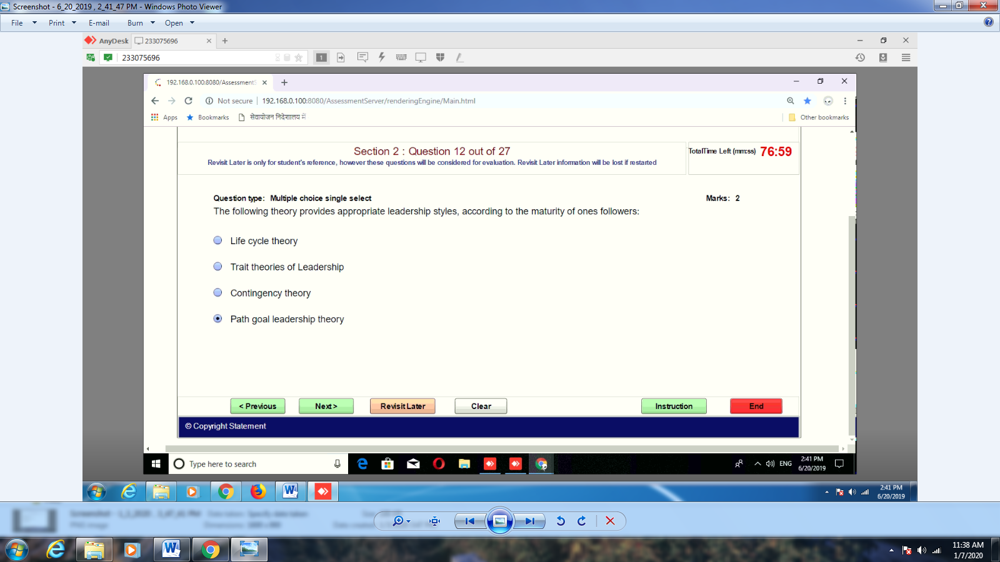 Screenshot - 6_20_2019 , 2_41_47 PM - Windows Photo Viewer
File Print E-mail Burn Open
AnyDesk 233075696
233075696 1
192.168.0.100:8080/Assessment
Not secure 192.168.0.100:8080/AssessmentServer/renderingEngine/Main.html
Apps Bookmarks सेवायोजन निदेशालय में Other bookmarks
Section 2 : Question 12 out of 27
TotalTime Left (mm:ss) 76:59
Revisit Later is only for student's reference, however these questions will be considered for evaluation. Revisit Later information will be lost if restarted
Question type: Multiple choice single select Marks: 2
The following theory provides appropriate leadership styles, according to the maturity of ones followers:
Life cycle theory
Trait theories of Leadership
Contingency theory
Path goal leadership theory
< Previous Next> Revisit Later Clear Instruction End
© Copyright Statement
Type here to search ENG 2:41 PM
6/20/2019
2:41 PM
6/20/2019
11:38 AM
1/7/2020